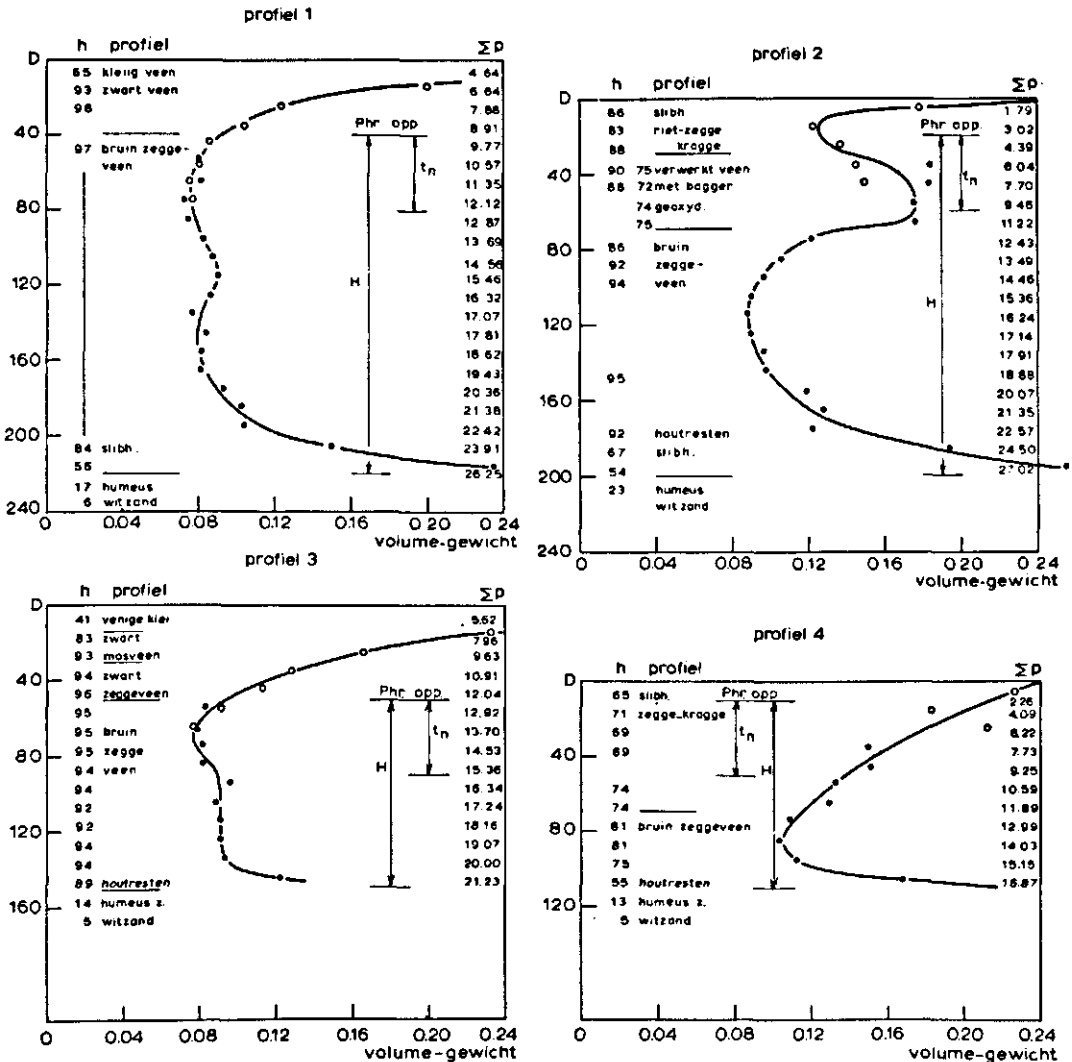 profiel 1
h profiel
D Σp
65 kleiig veen 4.64
93 zwart veen 6.64
98 7.88
40 Phr opp. 8.91
97 bruin zegge- 9.77
veen 10.57
tn 11.35
80 12.12
12.87
13.69
120 14.56
H 15.46
16.32
17.07
17.81
160 18.62
19.43
20.36
21.38
200 22.42
84 slibh. 23.91
56 26.25
17 humeus
6 witzand
240
0 0.04 0.08 0.12 0.16 0.20 0.24
volume-gewicht
profiel 2
h profiel Σp
D
86 slibh 1.79
83 riet-zegge Phr opp. 3.02
88 kragge 4.39
90 75 verwerkt veen tn 6.04
40
88 72 met bagger 7.70
74 geoxyd. 9.46
75 11.22
80
86 bruin 12.43
92 zegge- 13.49
94 veen H 14.46
15.36
120 16.24
17.14
17.91
95 18.88
160 20.07
21.35
92 houtresten 22.57
67 slibh. 24.50
200
54 27.02
23 humeus
witzand
240
0 0.04 0.08 0.12 0.16 0.20 0.24
volume-gewicht
profiel 3
h profiel Σp
D
41 venige klei 5.62
83 zwart 7.96
93 mosveen 9.63
40
94 zwart 10.91
96 zeggeveen Phr opp. 12.04
95 12.92
95 bruin tn 13.70
95 zegge H 14.53
80
94 veen 15.36
94 16.34
92 17.24
92 18.16
120
94 19.07
94 20.00
89 houtresten 21.23
14 humeus z.
160
5 witzand
0 0.04 0.08 0.12 0.16 0.20 0.24
volume-gewicht
profiel 4
h profiel Σp
D
65 slibh. Phr opp 2.26
71 zegge-kragge 4.09
69 tn 6.22
69 7.73
40
H 9.25
74 10.59
74 11.89
81 bruin zeggeveen 12.99
80
81 14.03
75 15.15
55 houtresten 16.87
13 humeus z.
120
5 witzand
0 0.04 0.08 0.12 0.16 0.20 0.24
volume-gewicht